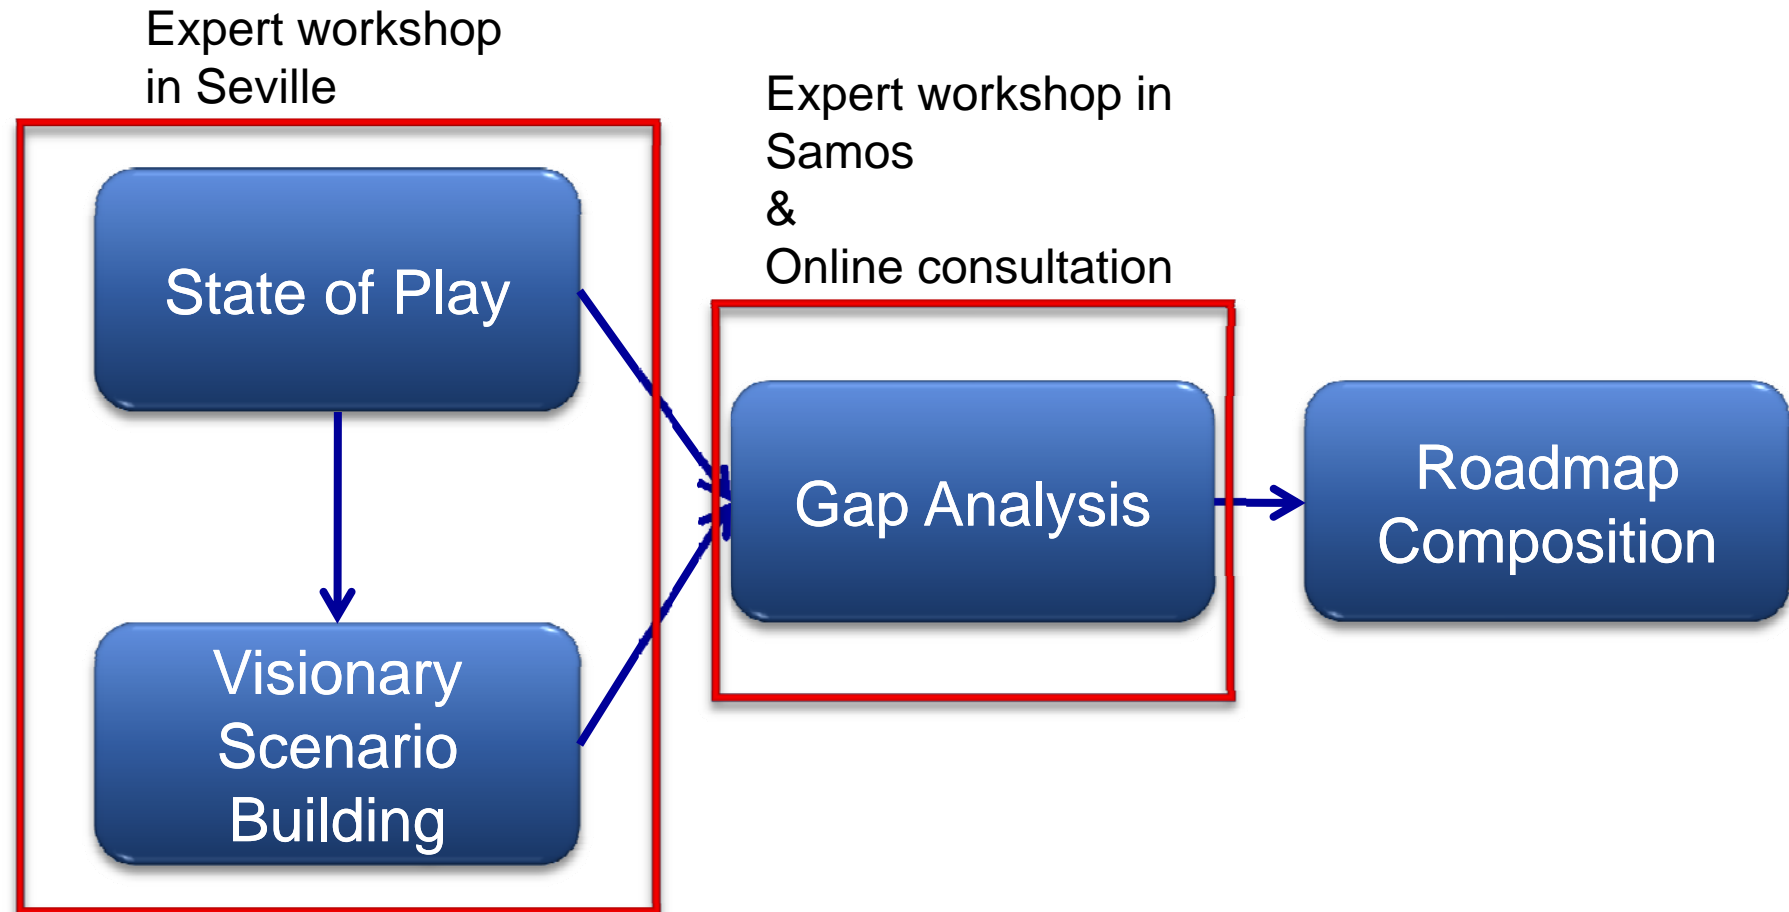 Expert workshop
in Seville
State of Play
Visionary
Scenario
Building
Expert workshop in
Samos
&
Online consultation
Gap Analysis
Roadmap
Composition